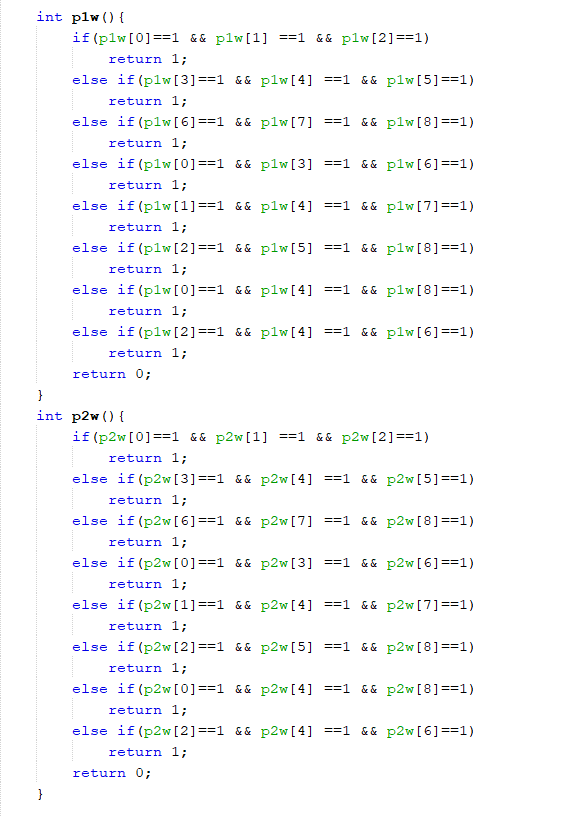 int p1w(){
    if(p1w[0]==1 && p1w[1] ==1 && p1w[2]==1)
        return 1;
    else if(p1w[3]==1 && p1w[4] ==1 && p1w[5]==1)
        return 1;
    else if(p1w[6]==1 && p1w[7] ==1 && p1w[8]==1)
        return 1;
    else if(p1w[0]==1 && p1w[3] ==1 && p1w[6]==1)
        return 1;
    else if(p1w[1]==1 && p1w[4] ==1 && p1w[7]==1)
        return 1;
    else if(p1w[2]==1 && p1w[5] ==1 && p1w[8]==1)
        return 1;
    else if(p1w[0]==1 && p1w[4] ==1 && p1w[8]==1)
        return 1;
    else if(p1w[2]==1 && p1w[4] ==1 && p1w[6]==1)
        return 1;
    return 0;
}
int p2w(){
    if(p2w[0]==1 && p2w[1] ==1 && p2w[2]==1)
        return 1;
    else if(p2w[3]==1 && p2w[4] ==1 && p2w[5]==1)
        return 1;
    else if(p2w[6]==1 && p2w[7] ==1 && p2w[8]==1)
        return 1;
    else if(p2w[0]==1 && p2w[3] ==1 && p2w[6]==1)
        return 1;
    else if(p2w[1]==1 && p2w[4] ==1 && p2w[7]==1)
        return 1;
    else if(p2w[2]==1 && p2w[5] ==1 && p2w[8]==1)
        return 1;
    else if(p2w[0]==1 && p2w[4] ==1 && p2w[8]==1)
        return 1;
    else if(p2w[2]==1 && p2w[4] ==1 && p2w[6]==1)
        return 1;
    return 0;
}